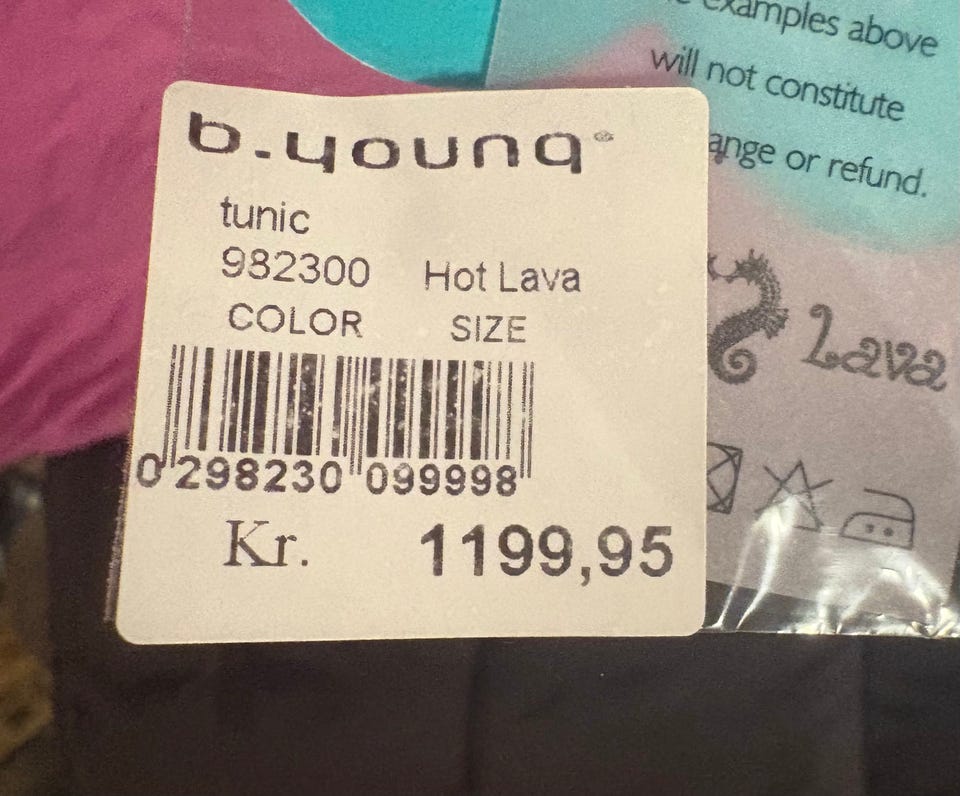 examples above
will not constitute
ange or refund.
b.young
tunic
982300 Hot Lava
COLOR SIZE
0 298230 099998
Kr. 1199,95
Lava